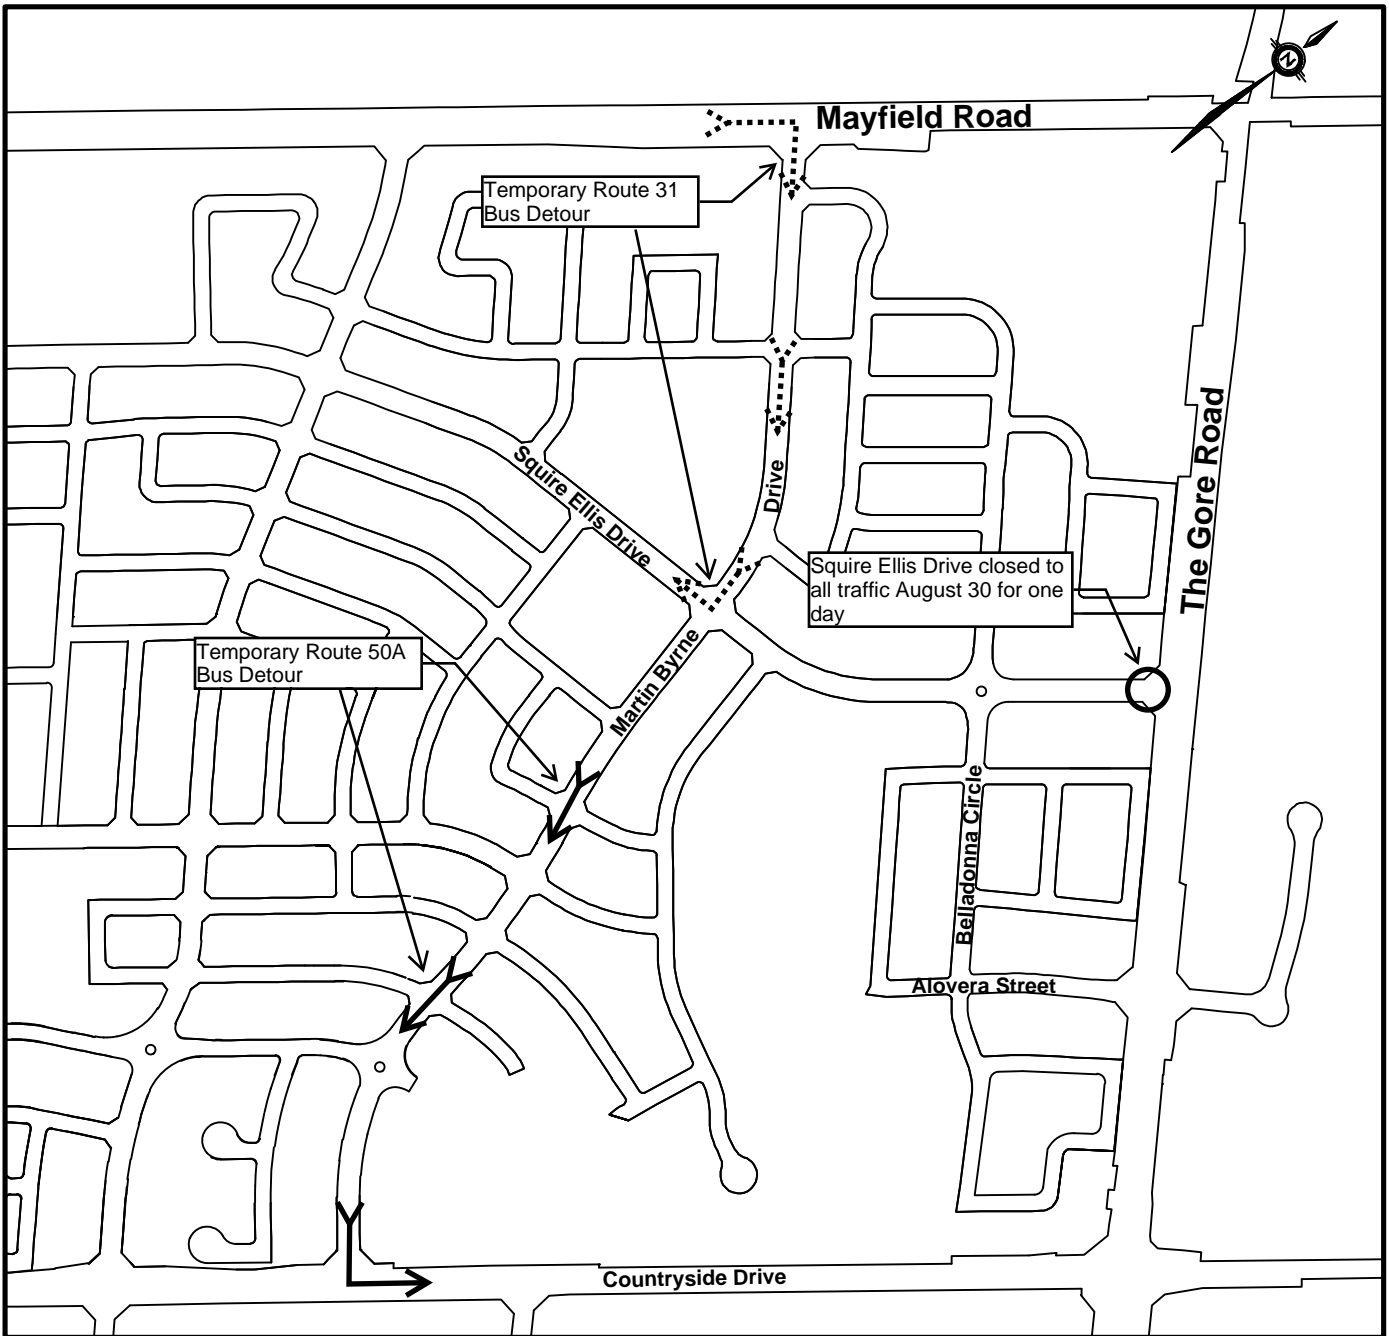 N
Mayfield Road
Temporary Route 31
Bus Detour
The Gore Road
Squire Ellis Drive
Drive
Squire Ellis Drive closed to
all traffic August 30 for one
day
Temporary Route 50A
Bus Detour
Martin Byrne
Belladonna Circle
Alovera Street
Countryside Drive